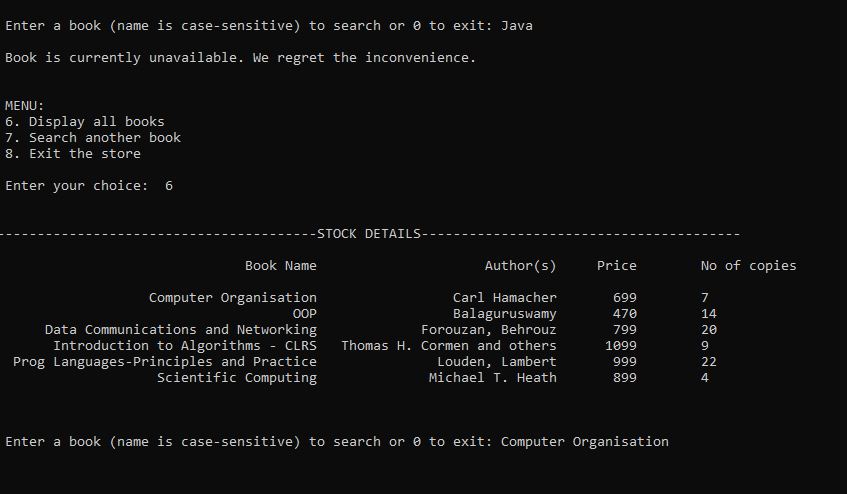 Enter a book (name is case-sensitive) to search or 0 to exit: Java
Book is currently unavailable. We regret the inconvenience.
MENU:
6. Display all books
7. Search another book
8. Exit the store
Enter your choice:  6
----------------------------------------STOCK DETAILS----------------------------------------
Book Name Author(s) Price No of copies
Computer Organisation Carl Hamacher 699 7
OOP Balaguruswamy 470 14
Data Communications and Networking Forouzan, Behrouz 799 20
Introduction to Algorithms - CLRS Thomas H. Cormen and others 1099 9
Prog Languages-Principles and Practice Louden, Lambert 999 22
Scientific Computing Michael T. Heath 899 4
Enter a book (name is case-sensitive) to search or 0 to exit: Computer Organisation